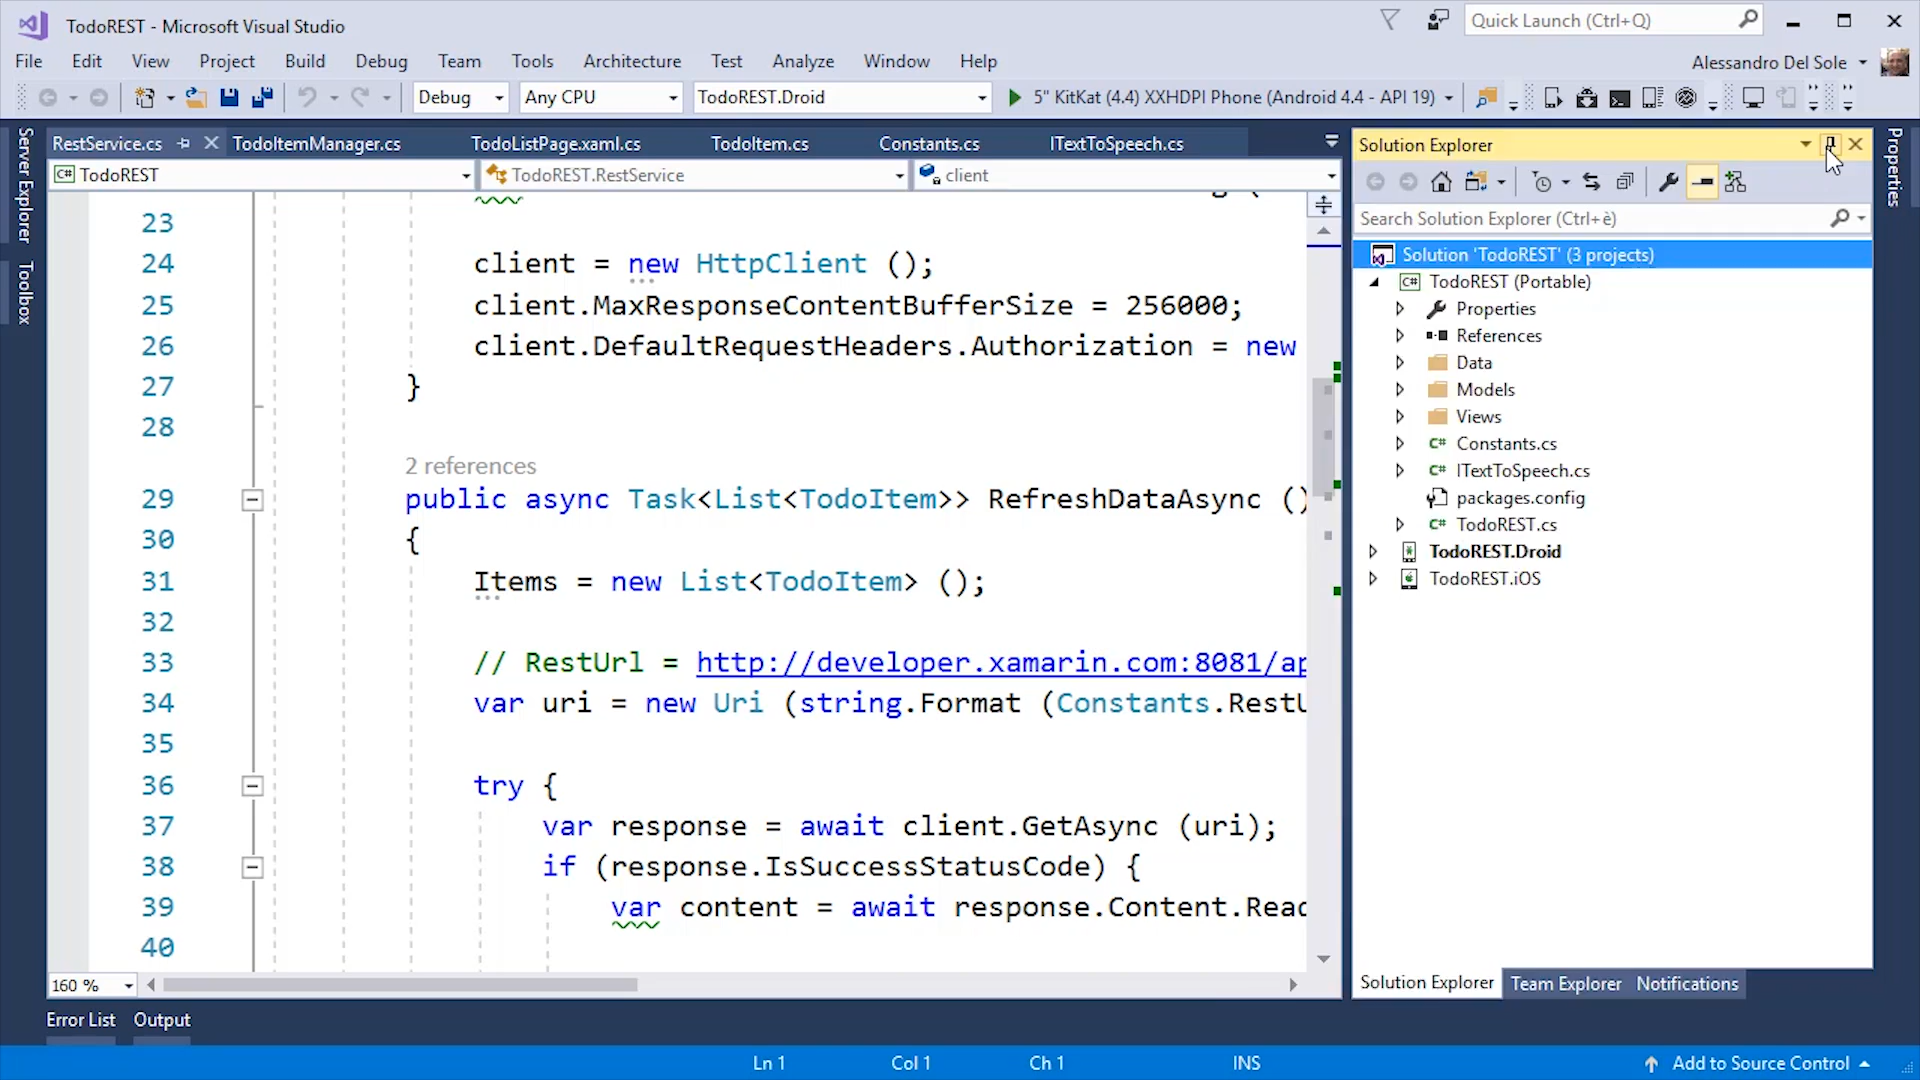 TodoREST - Microsoft Visual Studio
Quick Launch (Ctrl+Q)
File Edit View Project Build Debug Team Tools Architecture Test Analyze Window Help
Alessandro Del Sole
Debug Any CPU TodoREST.Droid 5" KitKat (4.4) XXHDPI Phone (Android 4.4 - API 19)
Server Explorer
Toolbox
RestService.cs TodoItemManager.cs TodoListPage.xaml.cs TodoItem.cs Constants.cs ITextToSpeech.cs
TodoREST TodoREST.RestService client
23
24 client = new HttpClient ();
25 client.MaxResponseContentBufferSize = 256000;
26 client.DefaultRequestHeaders.Authorization = new
27 }
28
2 references
29 public async Task<List<TodoItem>> RefreshDataAsync ()
30 {
31 Items = new List<TodoItem> ();
32
33 // RestUrl = http://developer.xamarin.com:8081/ap
34 var uri = new Uri (string.Format (Constants.RestU
35
36 try {
37 var response = await client.GetAsync (uri);
38 if (response.IsSuccessStatusCode) {
39 var content = await response.Content.Read
40
160 %
Solution Explorer
Search Solution Explorer (Ctrl+è)
Solution 'TodoREST' (3 projects)
TodoREST (Portable)
Properties
References
Data
Models
Views
Constants.cs
ITextToSpeech.cs
packages.config
TodoREST.cs
TodoREST.Droid
TodoREST.iOS
Solution Explorer Team Explorer Notifications
Properties
Error List Output
Ln 1 Col 1 Ch 1 INS Add to Source Control